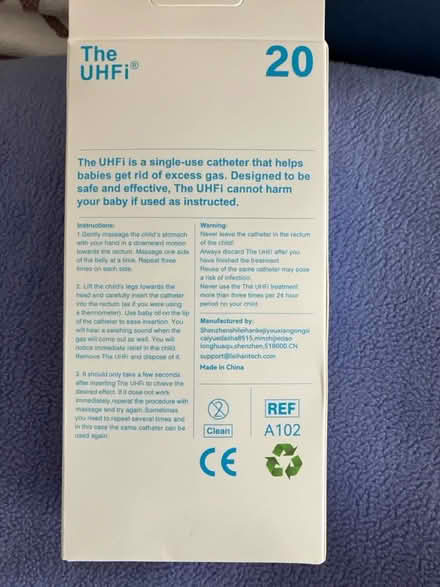 The
UHFi®
20
The UHFi is a single-use catheter that helps
babies get rid of excess gas. Designed to be
safe and effective, The UHFi cannot harm
your baby if used as instructed.
Instructions:
1.Gently massage the child's stomach
with your hand in a downward motion
towards the rectum. Massage one side
of the belly at a time. Repeat three
times on each side.
2. Lift the child's legs towards the
head and carefully insert the catheter
into the rectum (as if you were using
a thermometer). Use baby oil on the tip
of the catheter to ease insertion. You
will hear a swishing sound when the
gas will come out as well. You will
notice immediate relief in the child.
Remove The UHFi and dispose of it.
3. It should only take a few seconds
after inserting The UHFi to chieve the
desired effect. If it does not work
immediately, repeat the procedure with
massage and try again. Sometimes
you need to repeat several times and
in this case the same catheter can be
used again.
Warning:
Never leave the catheter in the rectum
of the child!
Always discard The UHFi after you
have finished the treatment.
Reuse of the same catheter may pose
a risk of infection.
Never use the The UHFi treatment
more than three times per 24 hour
period on your child.
Manufactured by:
longhuaqu,shenzhen,518000.CN
support@leihantech.com
Made in China
2
Clean
REF
A102
CE